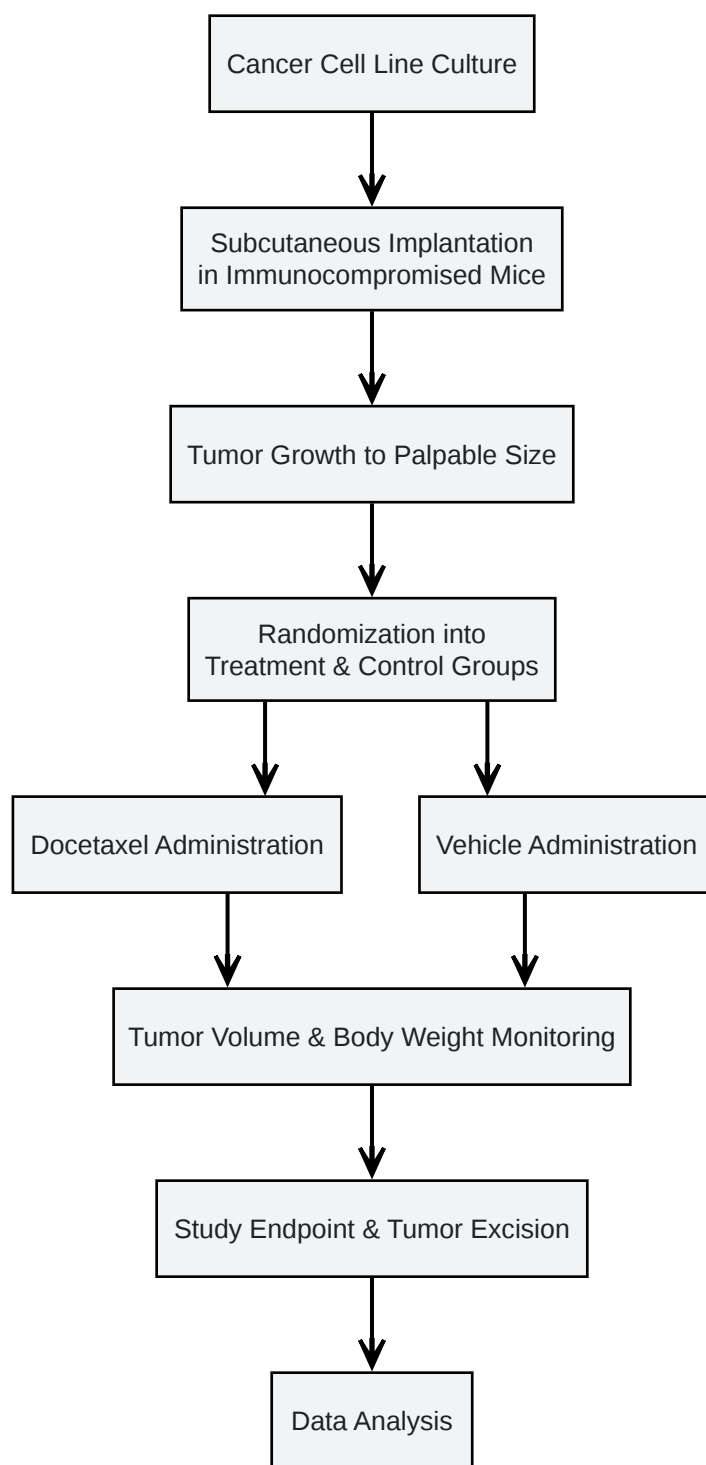 Cancer Cell Line Culture
Subcutaneous Implantation
in Immunocompromised Mice
Tumor Growth to Palpable Size
Randomization into
Treatment & Control Groups
Docetaxel Administration
Vehicle Administration
Tumor Volume & Body Weight Monitoring
Study Endpoint & Tumor Excision
Data Analysis